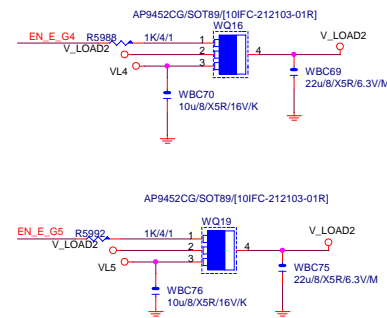 AP9452CG/SOT89/[10IFC-212103-01R]
WQ16
EN_E_G4 R5988 1K/4/1 1
V_LOAD2 2 4 V_LOAD2
VL4 3
WBC69
22u/8/X5R/6.3V/M
WBC70
10u/8/X5R/16V/K
AP9452CG/SOT89/[10IFC-212103-01R]
WQ19
EN_E_G5 R5992 1K/4/1 1
V_LOAD2 2 4 V_LOAD2
VL5 3
WBC75
22u/8/X5R/6.3V/M
WBC76
10u/8/X5R/16V/K